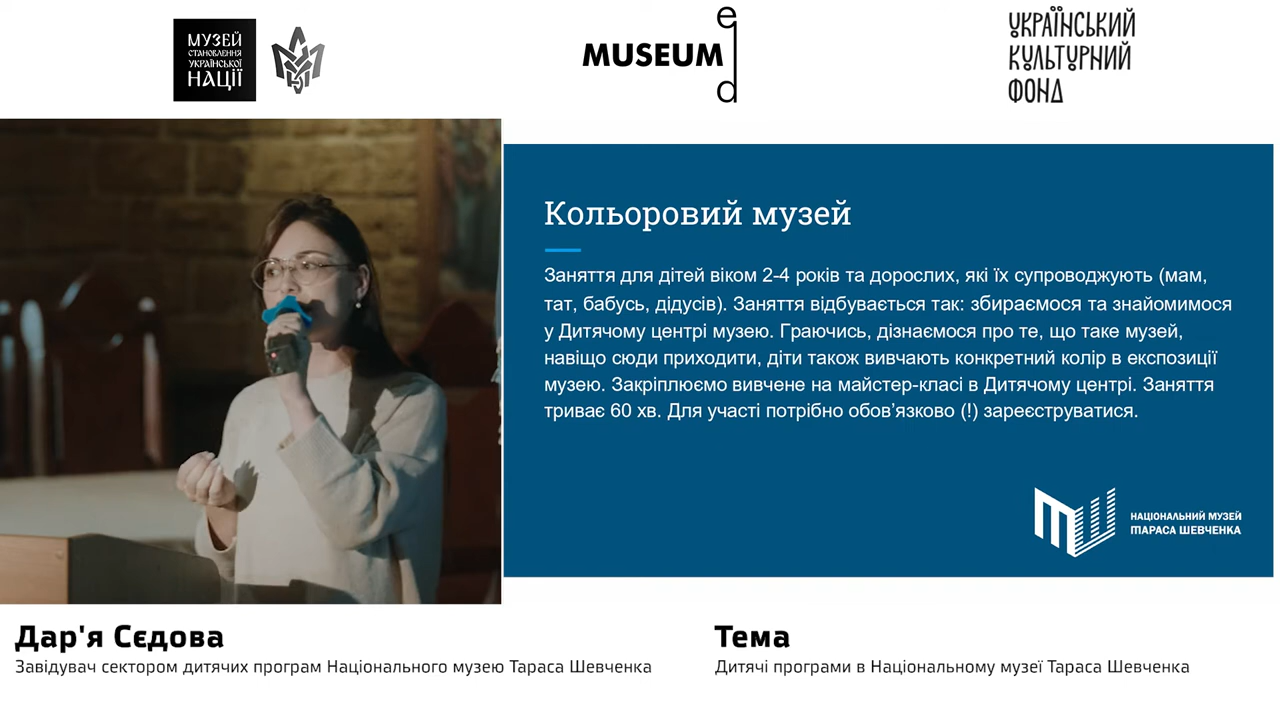 МУЗЕЙ
СТАНОВЛЕННЯ
УКРАЇНСЬКОЇ
НАЦІЇ
MUSEUM
ed
УКРАЇНСЬКИЙ
КУЛЬТУРНИЙ
ФОНД
Кольоровий музей
Заняття для дітей віком 2-4 років та дорослих, які їх супроводжують (мам,
тат, бабусь, дідусів). Заняття відбувається так: збираємося та знайомимося
у Дитячому центрі музею. Граючись, дізнаємося про те, що таке музей,
навіщо сюди приходити, діти також вивчають конкретний колір в експозиції
музею. Закріплюємо вивчене на майстер-класі в Дитячому центрі. Заняття
триває 60 хв. Для участі потрібно обов’язково (!) зареєструватися.
НАЦІОНАЛЬНИЙ МУЗЕЙ
ТАРАСА ШЕВЧЕНКА
Дар'я Сєдова
Завідувач сектором дитячих програм Національного музею Тараса Шевченка
Тема
Дитячі програми в Національному музеї Тараса Шевченка